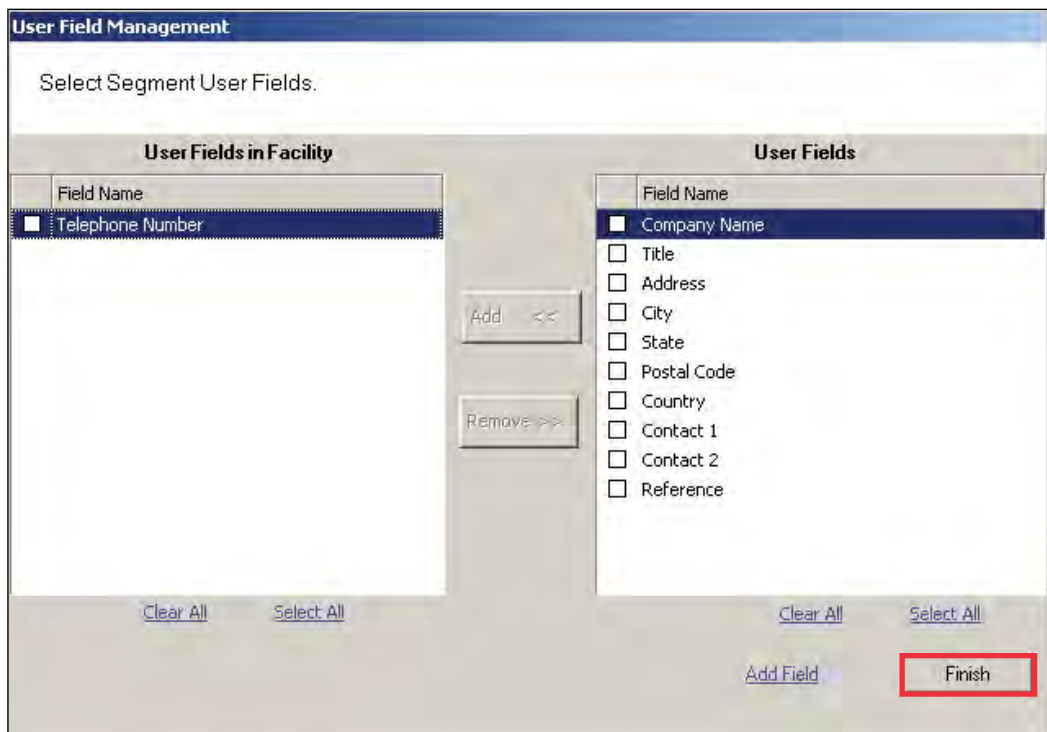 User Field Management
Select Segment User Fields.
User Fields in Facility
Field Name
Telephone Number
Clear All Select All
Add <<
Remove >>
User Fields
Field Name
Company Name
Title
Address
City
State
Postal Code
Country
Contact 1
Contact 2
Reference
Clear All Select All
Add Field Finish